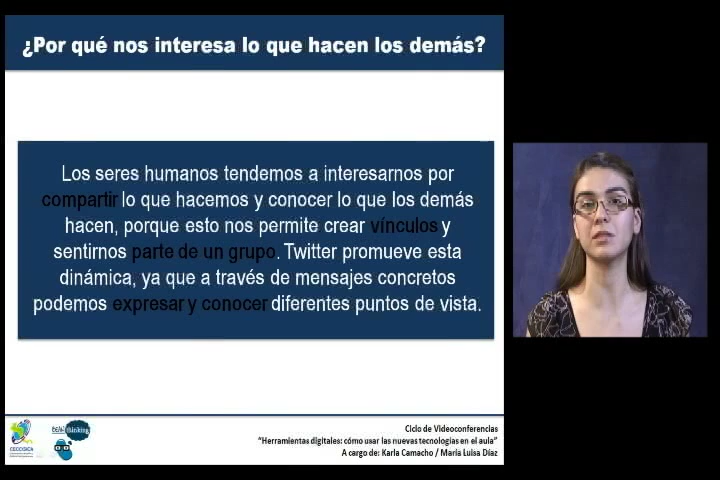 ¿Por qué nos interesa lo que hacen los demás?
Los seres humanos tendemos a interesarnos por
compartir lo que hacemos y conocer lo que los demás
hacen, porque esto nos permite crear vínculos y
sentirnos parte de un grupo. Twitter promueve esta
dinámica, ya que a través de mensajes concretos
podemos expresar y conocer diferentes puntos de vista.
CECOSICA
thinking
Ciclo de Videoconferencias
“Herramientas digitales: cómo usar las nuevas tecnologías en el aula”
A cargo de: Karla Camacho / María Luisa Díaz